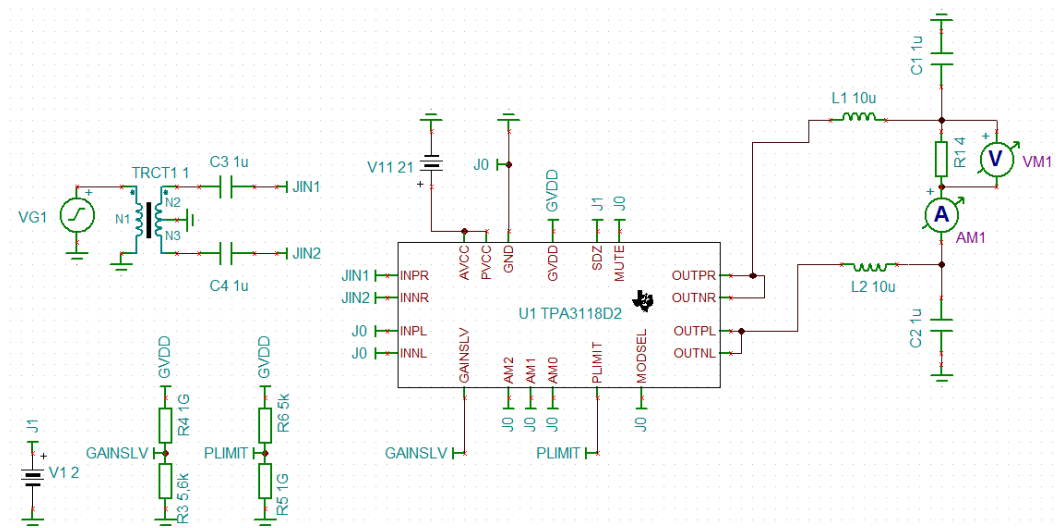 C1 1u
L1 10u
R1 4
+
V
VM1
+
A
AM1
L2 10u
C2 1u
V11 21
+
J0
GVDD
J1
J0
TRCT1 1
C3 1u
JIN1
VG1
+
N1
N2
N3
C4 1u
JIN2
AVCC
PVCC
GND
GVDD
SDZ
MUTE
JIN1
INPR
JIN2
INNR
J0
INPL
J0
INNL
U1 TPA3118D2
OUTPR
OUTNR
OUTPL
OUTNL
GAINSLV
AM2
AM1
AM0
PLIMIT
MODSEL
J0
J0
J0
J0
GAINSLV
PLIMIT
J1
+
V1 2
GVDD
R4 1G
GAINSLV
R3 5,6k
GVDD
R6 5k
PLIMIT
R5 1G